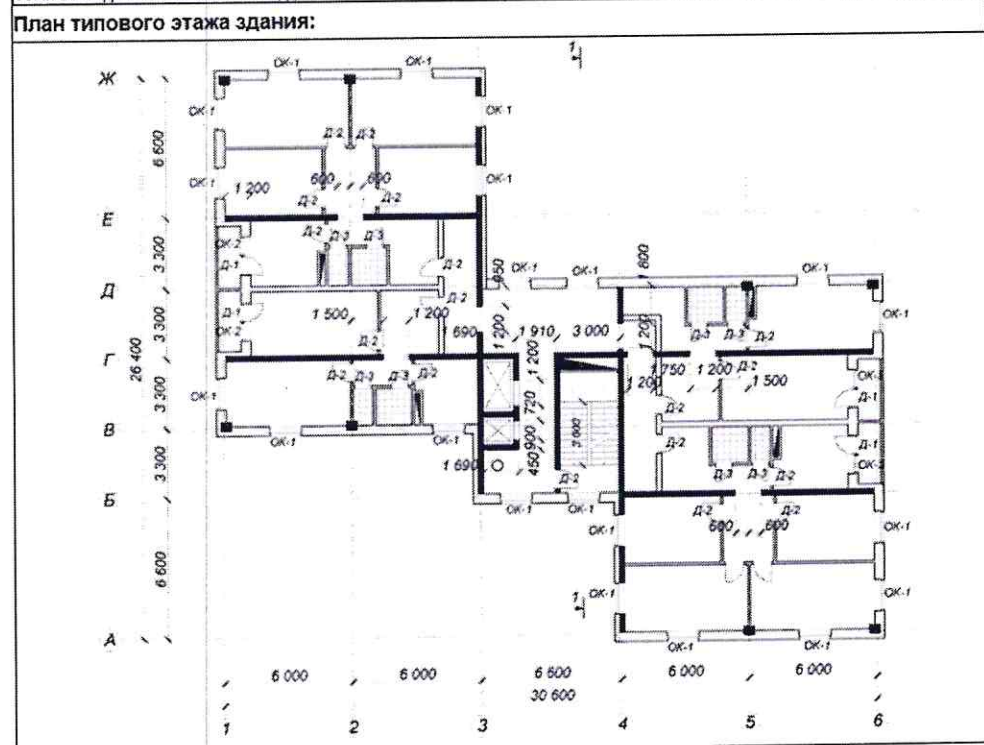 План типового этажа здания:
1
ОК-1 ОК-1
Ж
ОК-1 ОК-1
6 600
Д-2 Д-2
ОК-1 1 200 600 690 ОК-1
Д-2 Д-2
Е
Д-2 Д-3 Д-3
ОК-2
Д-1 Д-2
3 300
450 ОК-1 ОК-1 800 ОК-1
Д Д-2
Д-1 1 500 1 200
ОК-2 690 1 200 1 910 3 000 1 200 Д-3 Д-3 Д-2 ОК-1
3 300
Д-2
Г
26 400
Д-2 Д-3 Д-3 Д-2
1 200 1 200 1 750 1 200 Д-2 1 500
ОК-1
Д-1
3 300
720 Д-2
В
ОК-1 ОК-1
900 3 600 Д-2 Д-1
3 300
1 690 450 Д-2 Д-3 Д-3 Д-2
Б
ОК-1 ОК-1 ОК-1 Д-2 600 600 Д-2 ОК-1
6 600
1 ОК-1 ОК-1
А
ОК-1 ОК-1
6 000 6 000 6 600 6 000 6 000
30 600
1 2 3 4 5 6